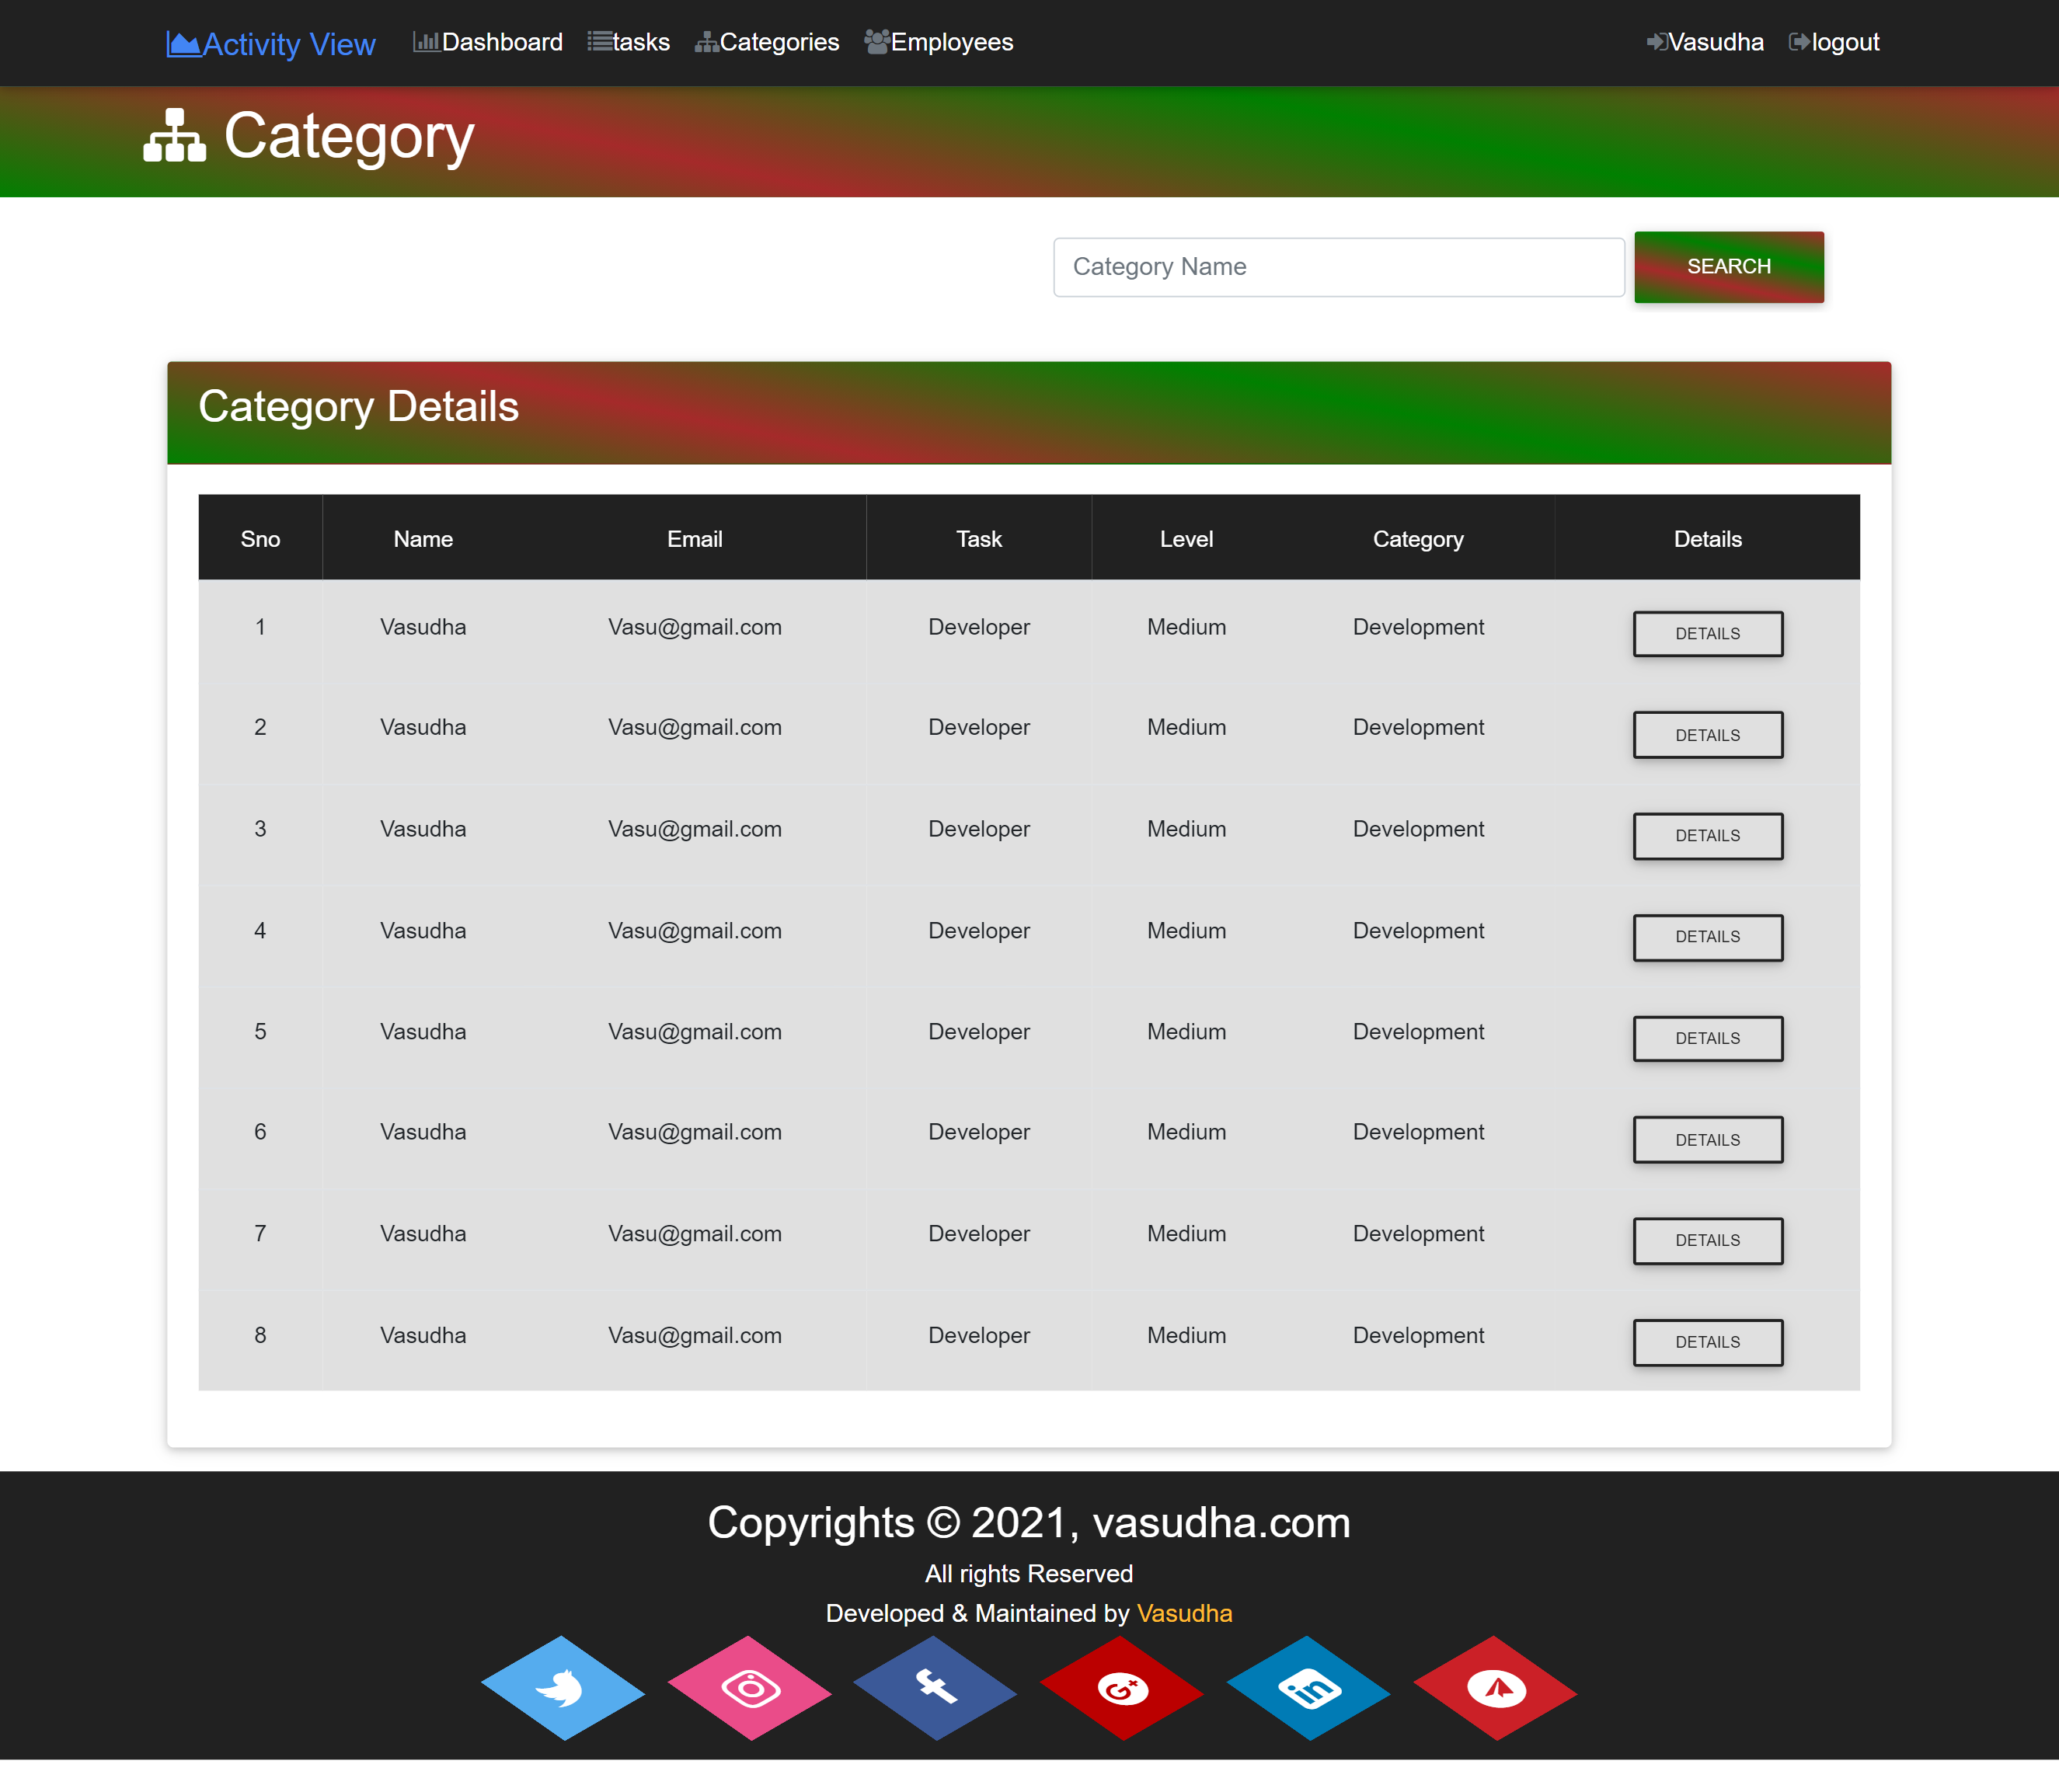 Activity View Dashboard tasks Categories Employees Vasudha logout
Category
Category Name SEARCH
Category Details
Sno Name Email Task Level Category Details
1 Vasudha Vasu@gmail.com Developer Medium Development DETAILS
2 Vasudha Vasu@gmail.com Developer Medium Development DETAILS
3 Vasudha Vasu@gmail.com Developer Medium Development DETAILS
4 Vasudha Vasu@gmail.com Developer Medium Development DETAILS
5 Vasudha Vasu@gmail.com Developer Medium Development DETAILS
6 Vasudha Vasu@gmail.com Developer Medium Development DETAILS
7 Vasudha Vasu@gmail.com Developer Medium Development DETAILS
8 Vasudha Vasu@gmail.com Developer Medium Development DETAILS
Copyrights © 2021, vasudha.com
All rights Reserved
Developed & Maintained by Vasudha